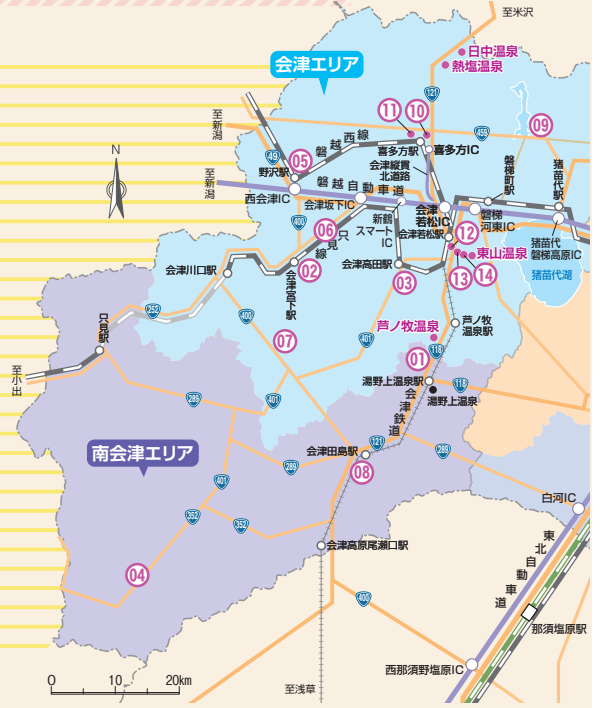 至米沢
日中温泉
熱塩温泉
会津エリア
121
11
10
09
至新潟
459
磐越西線
喜多方駅
喜多方IC
49
05
野沢駅
会津縦貫北道路
磐梯町駅
猪苗代駅
N
至新潟
西会津IC
磐越自動車道
会津坂下IC
会津若松IC
新鶴スマートIC
400
06
只見線
会津若松駅
12
磐梯河東IC
猪苗代磐梯高原IC
東山温泉
会津川口駅
02
会津宮下駅
会津高田駅
03
13
14
猪苗代湖
252
400
只見駅
芦ノ牧温泉
芦ノ牧温泉駅
07
401
118
01
至小出
湯野上温泉駅
118
湯野上温泉
289
401
会津鉄道
南会津エリア
会津田島駅
121
289
289
08
401
白河IC
352
352
会津高原尾瀬口駅
東北自動車道
04
400
那須塩原駅
西那須野塩原IC
0 10 20km
至浅草